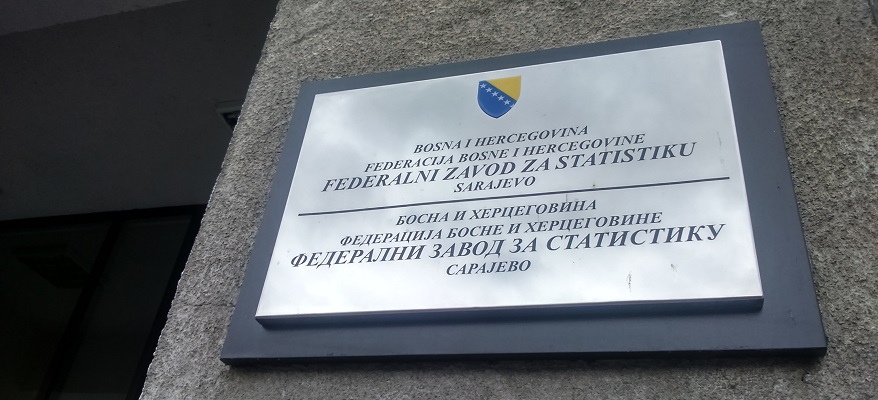 BOSNA I HERCEGOVINA
FEDERACIJA BOSNE I HERCEGOVINE
FEDERALNI ZAVOD ZA STATISTIKU
SARAJEVO
БОСНА И ХЕРЦЕГОВИНА
ФЕДЕРАЦИЈА БОСНЕ И ХЕРЦЕГОВИНЕ
ФЕДЕРАЛНИ ЗАВОД ЗА СТАТИСТИКУ
САРАЈЕВО